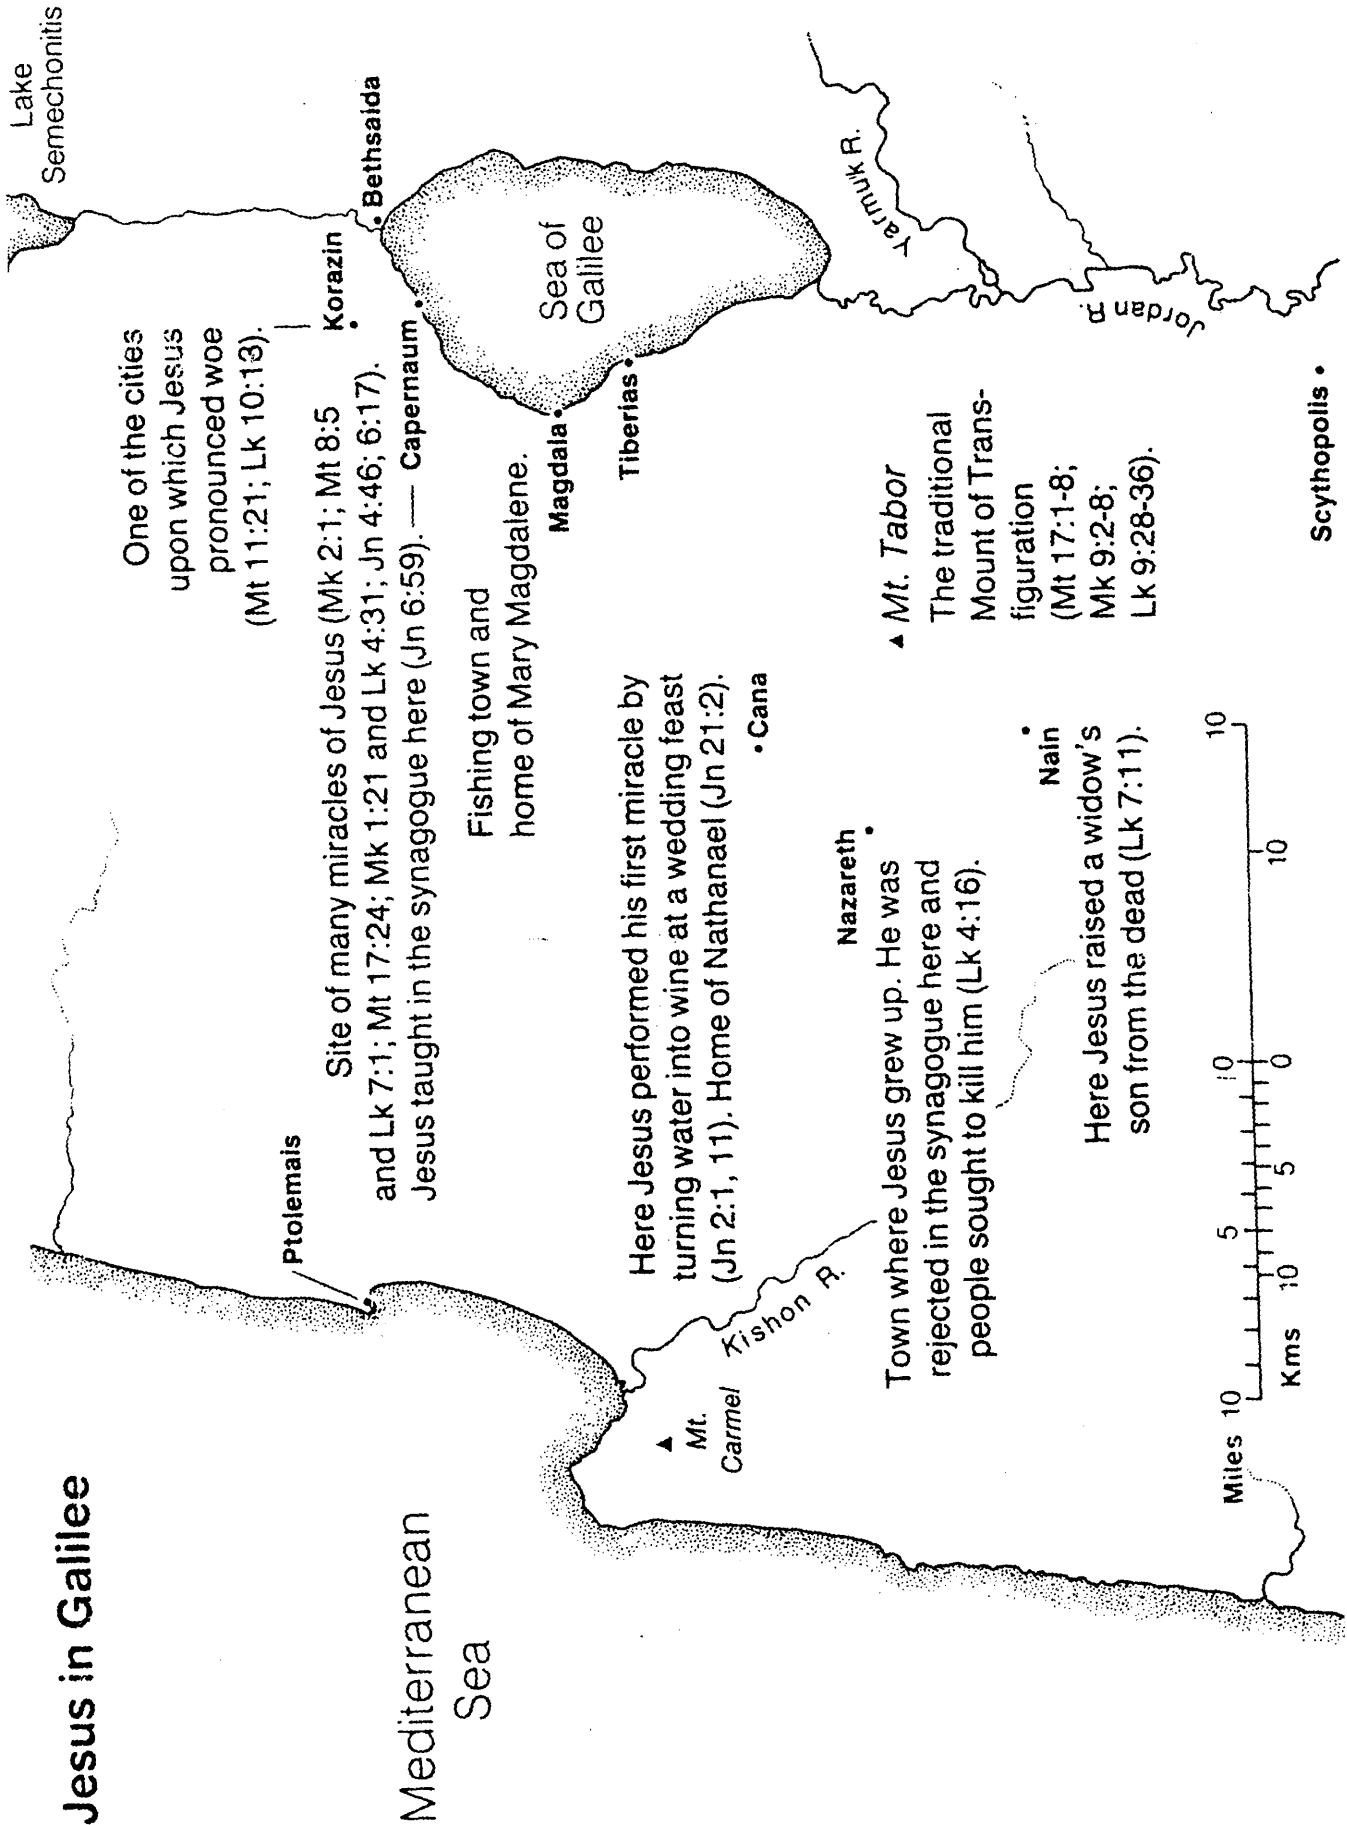 Jesus in Galilee
Lake
Semechonitis
Mediterranean
Sea
Ptolemais
One of the cities
upon which Jesus
pronounced woe
(Mt 11:21; Lk 10:13).
Korazin
Bethsaida
Site of many miracles of Jesus (Mk 2:1; Mt 8:5
and Lk 7:1; Mt 17:24; Mk 1:21 and Lk 4:31; Jn 4:46; 6:17).
Jesus taught in the synagogue here (Jn 6:59). — Capernaum
Fishing town and
home of Mary Magdalene.
Magdala
Sea of
Galilee
Tiberias
Here Jesus performed his first miracle by
turning water into wine at a wedding feast
(Jn 2:1, 11). Home of Nathanael (Jn 21:2).
Cana
Mt.
Carmel
Kishon R.
Nazareth
Town where Jesus grew up. He was
rejected in the synagogue here and
people sought to kill him (Lk 4:16).
Mt. Tabor
The traditional
Mount of Trans-
figuration
(Mt 17:1-8;
Mk 9:2-8;
Lk 9:28-36).
Yarmuk R.
Jordan R.
Nain
Here Jesus raised a widow's
son from the dead (Lk 7:11).
Scythopolis
Miles 10 5 0 10
Kms 10 5 0 10